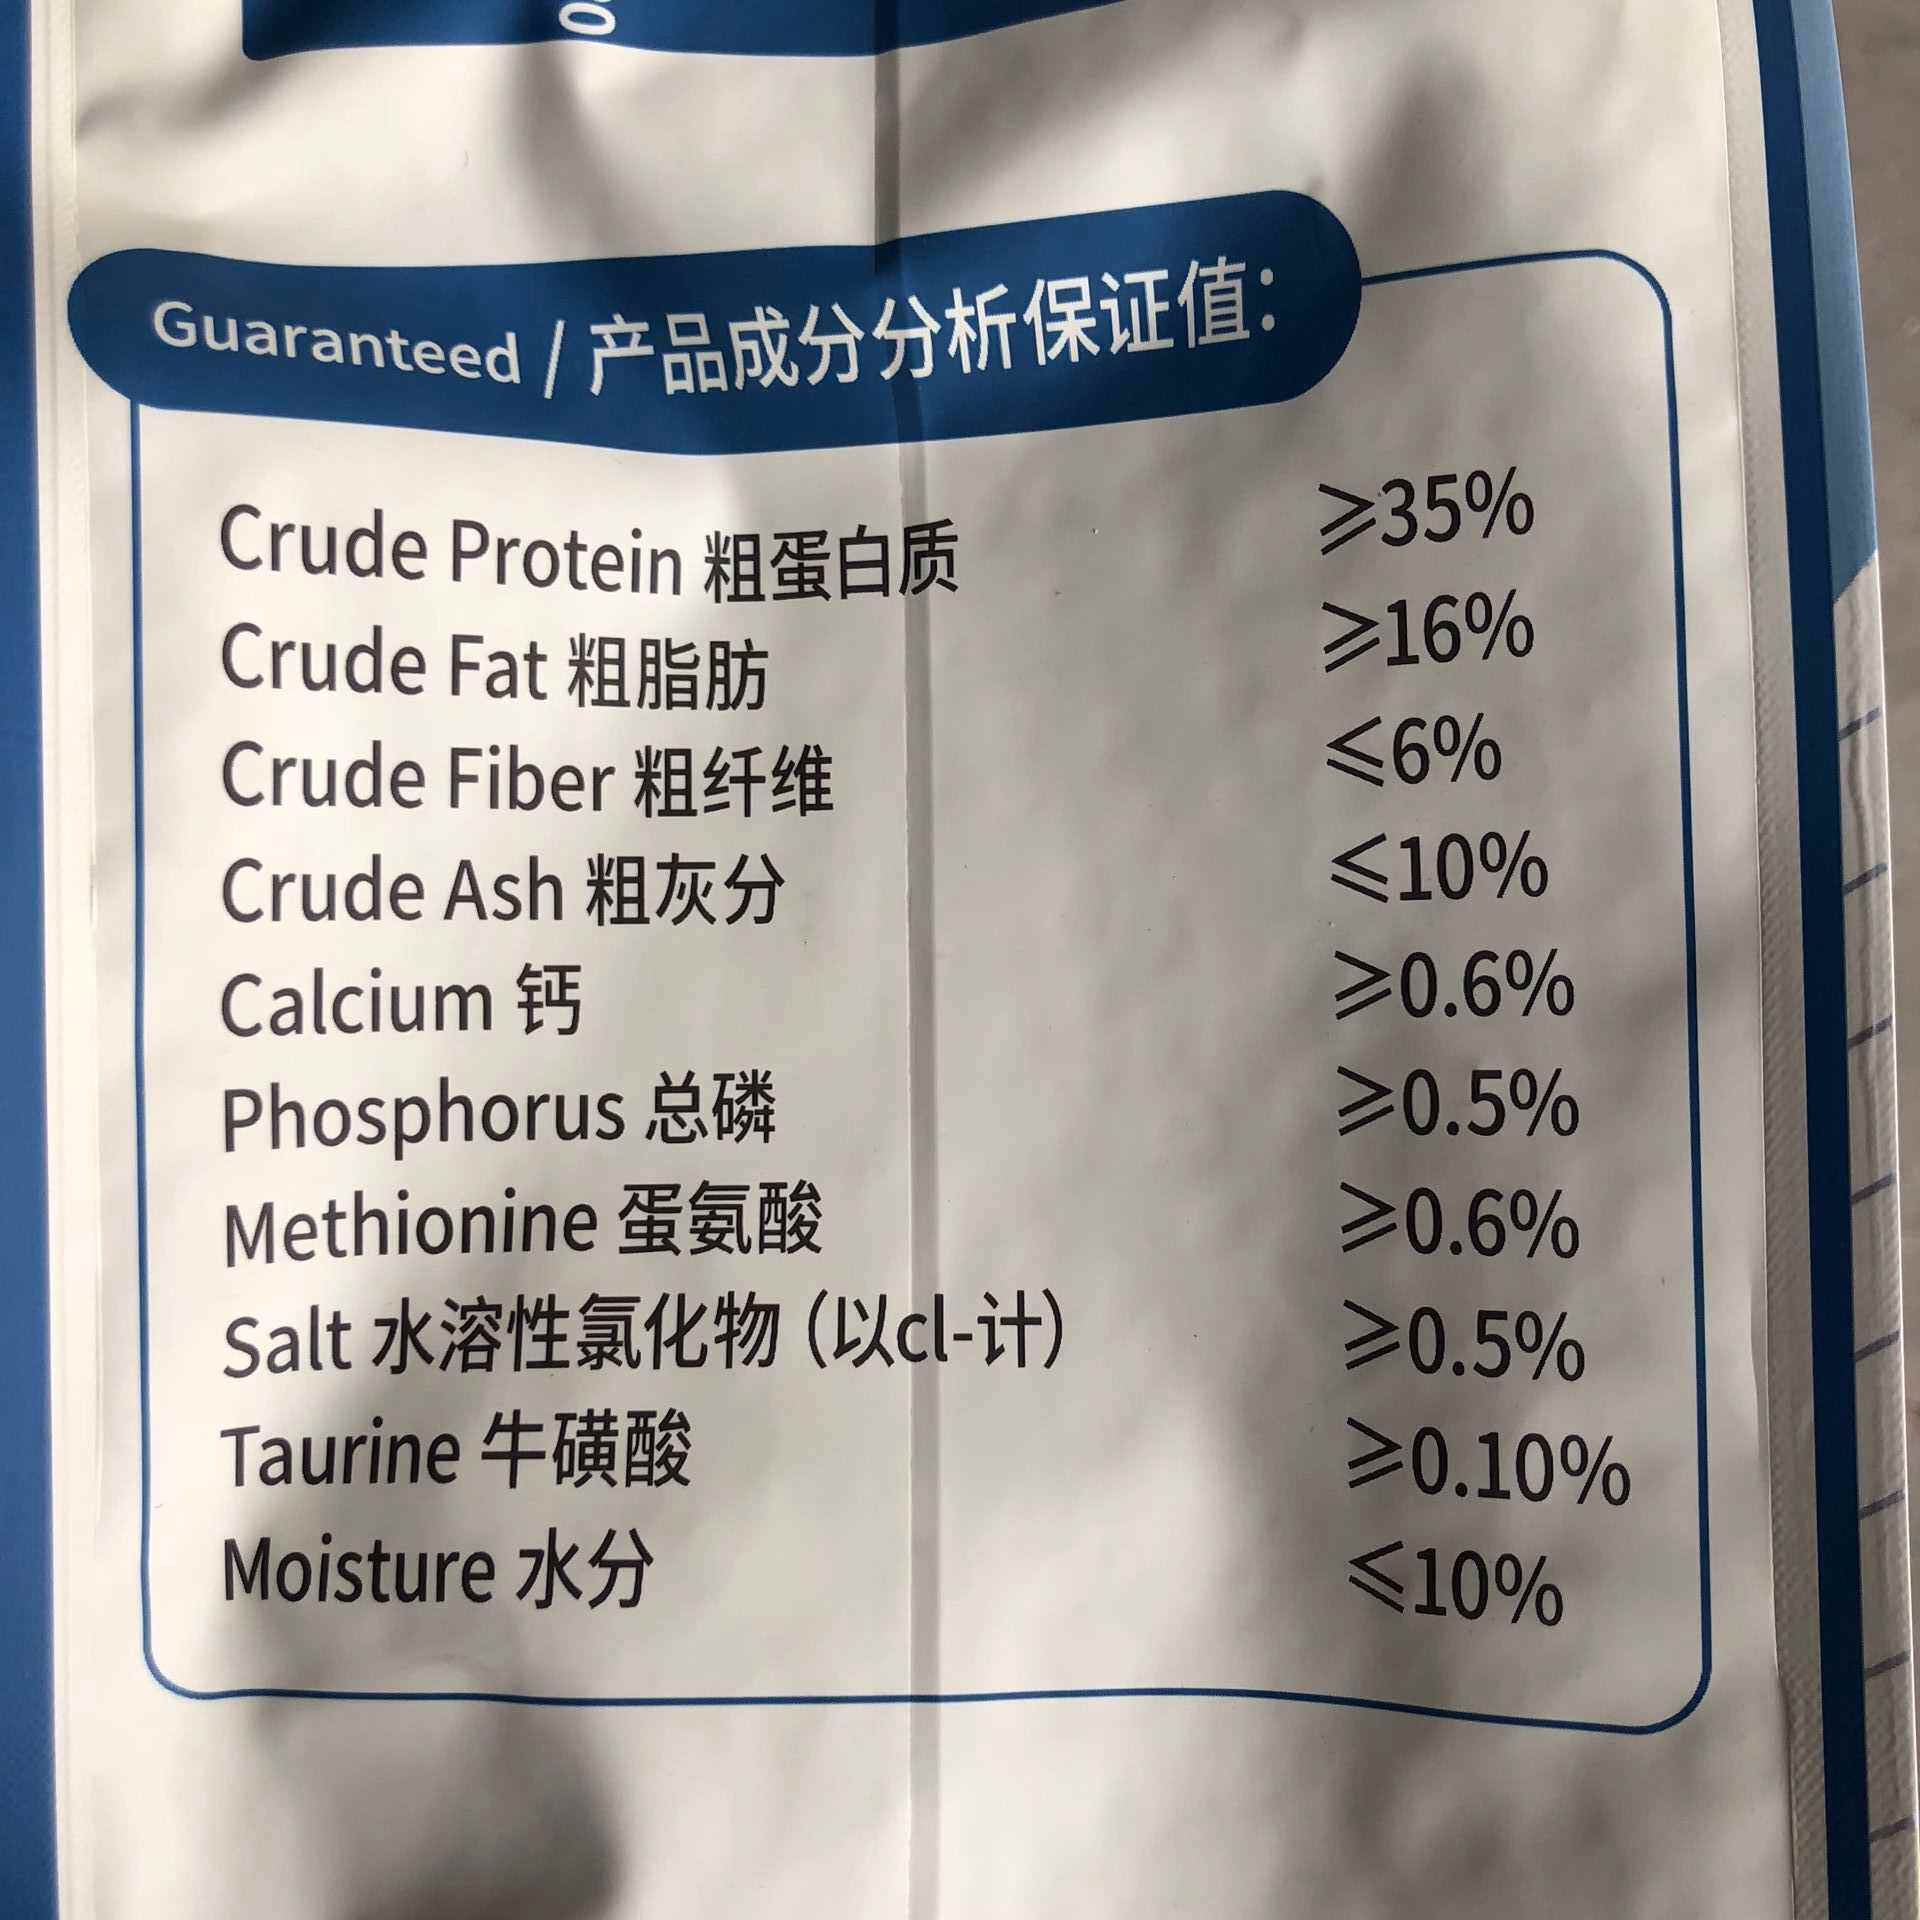 Guaranteed / 产品成分分析保证值：
Crude Protein 粗蛋白质 ⩾35%
Crude Fat 粗脂肪 ⩾16%
Crude Fiber 粗纤维 ⩽6%
Crude Ash 粗灰分 ⩽10%
Calcium 钙 ⩾0.6%
Phosphorus 总磷 ⩾0.5%
Methionine 蛋氨酸 ⩾0.6%
Salt 水溶性氯化物（以cl-计） ⩾0.5%
Taurine 牛磺酸 ⩾0.10%
Moisture 水分 ⩽10%